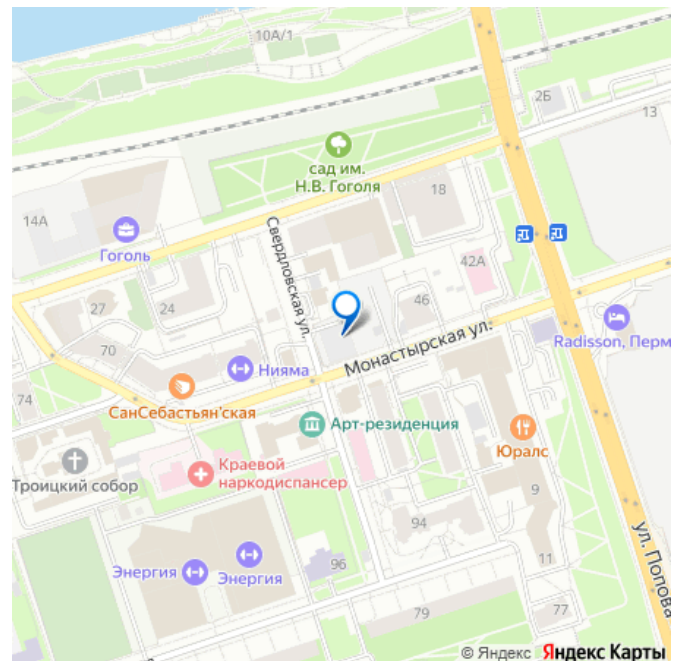 10А/1
2Б
13
сад им.
Н.В. Гоголя
18
14А
Гоголь
Свердловская ул.
42А
27
24
46
Radisson, Перм
70
Монастырская ул.
Нияма
74
СанСебастьян'ская
Арт-резиденция
Юралс
Троицкий собор
Краевой
наркодиспансер
9
94
ул. Попова
Энергия
Энергия
96
11
79
77
© Яндекс Яндекс Карты